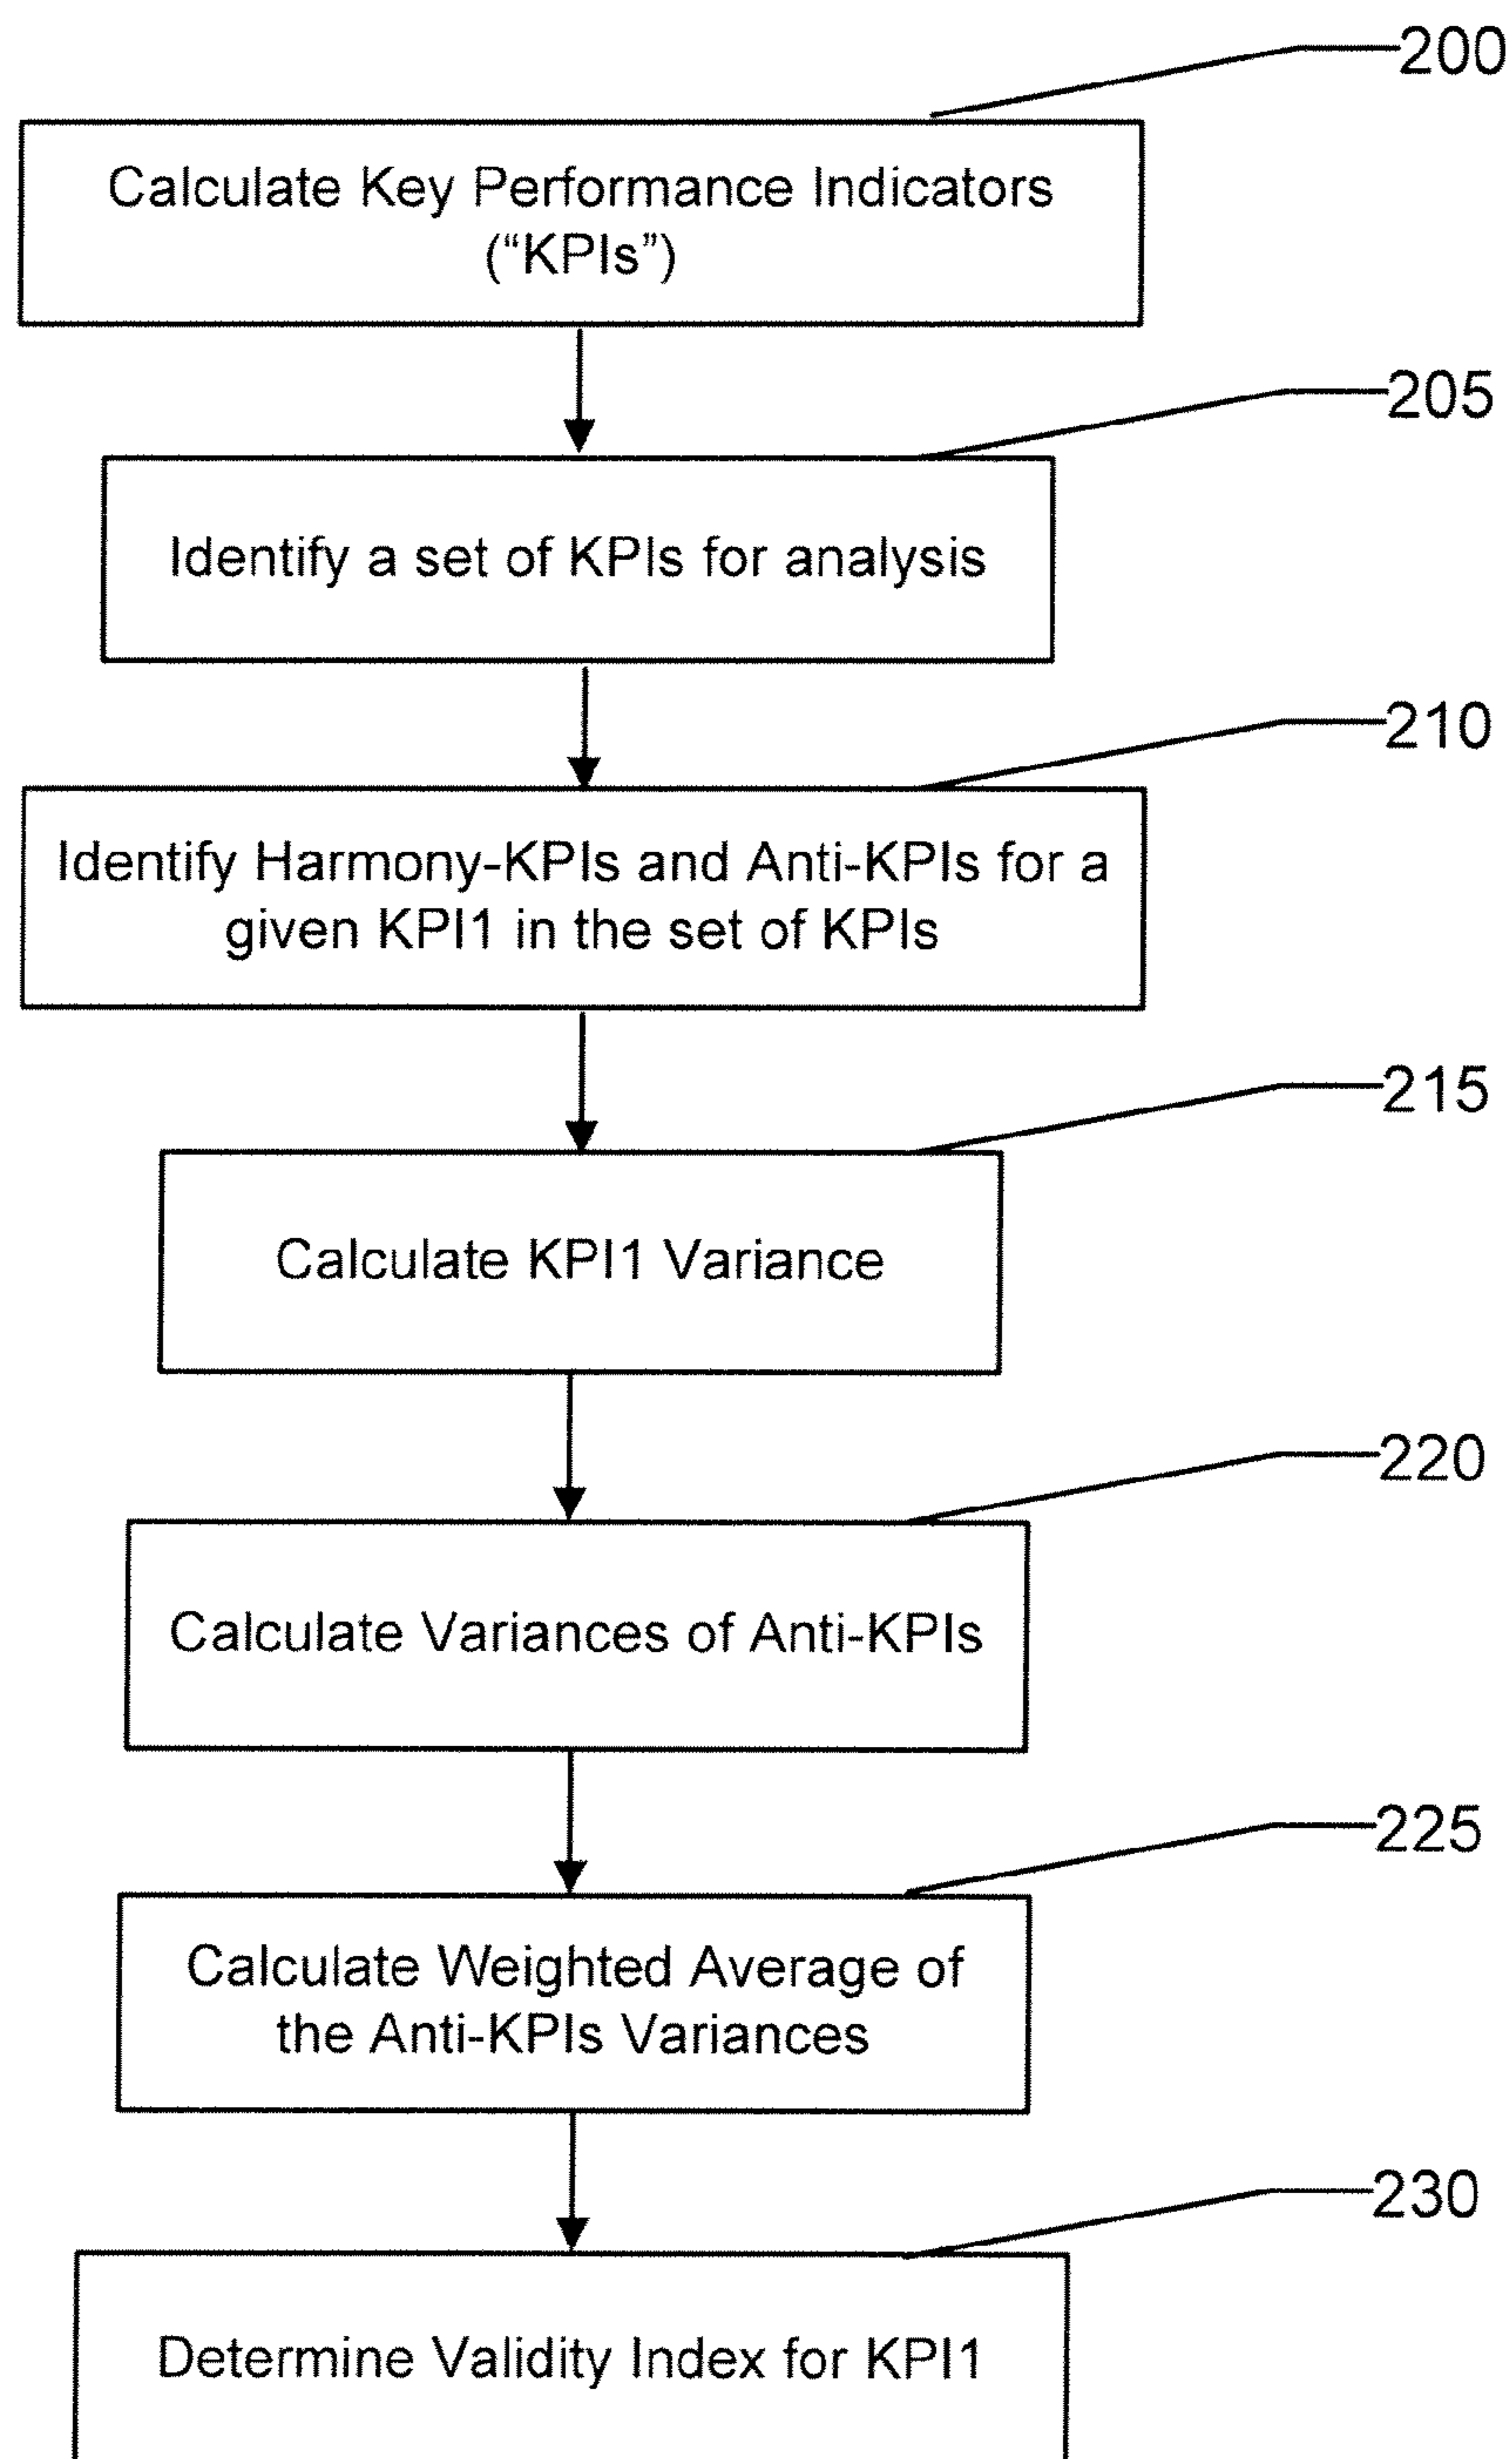 200
Calculate Key Performance Indicators
(“KPIs”)
205
Identify a set of KPIs for analysis
210
Identify Harmony-KPIs and Anti-KPIs for a
given KPI1 in the set of KPIs
215
Calculate KPI1 Variance
220
Calculate Variances of Anti-KPIs
225
Calculate Weighted Average of
the Anti-KPIs Variances
230
Determine Validity Index for KPI1